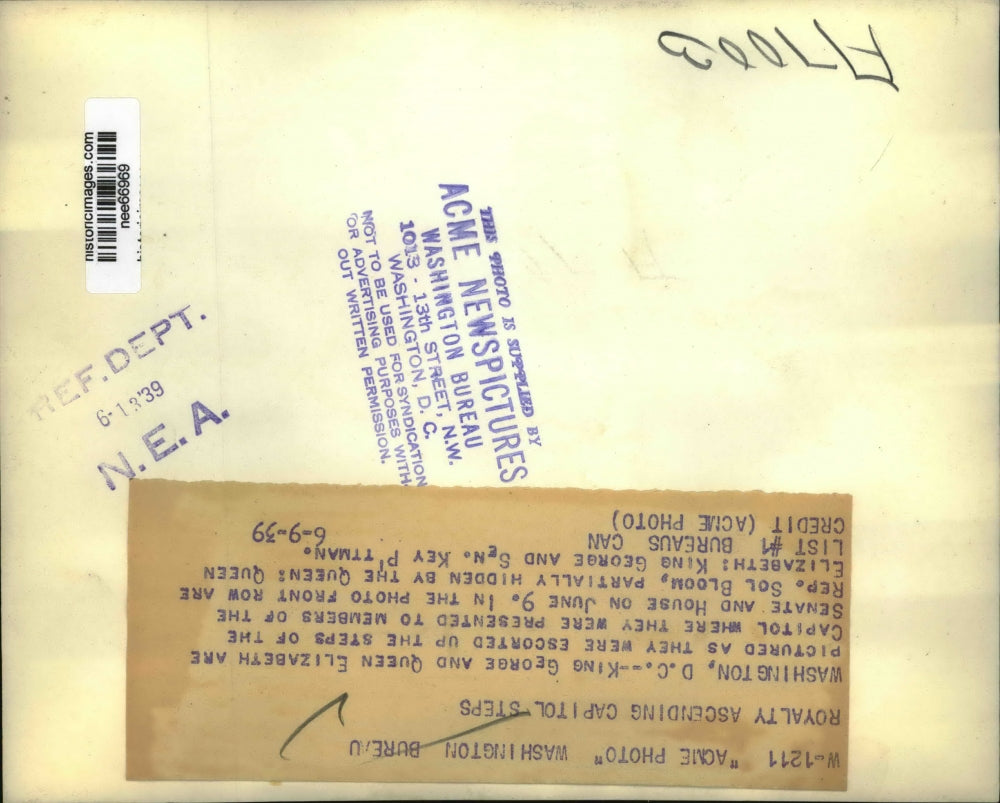 A77003
historicimages.com
nee66969
THIS PHOTO IS SUPPLIED BY
ACME NEWSPICTURES
WASHINGTON BUREAU
1013 - 13th STREET, N.W.
WASHINGTON, D. C.
NOT TO BE USED FOR SYNDICATION
OR ADVERTISING PURPOSES WITH-
OUT WRITTEN PERMISSION.
REF. DEPT.
6-13'39
N.E.A.
W-1211 "ACME PHOTO" WASHINGTON BUREAU
ROYALTY ASCENDING CAPITOL STEPS
WASHINGTON, D.C.--KING GEORGE AND QUEEN ELIZABETH ARE
PICTURED AS THEY WERE ESCORTED UP THE STEPS OF THE
CAPITOL WHERE THEY WERE PRESENTED TO MEMBERS OF THE
SENATE AND HOUSE ON JUNE 9. IN THE PHOTO FRONT ROW ARE
REP. SOL BLOOM, PARTIALLY HIDDEN BY THE QUEEN: QUEEN
ELIZABETH: KING GEORGE AND SEN. KEY PITTMAN.
LIST #1 BUREAUS CAN 6-9-39
CREDIT (ACME PHOTO)